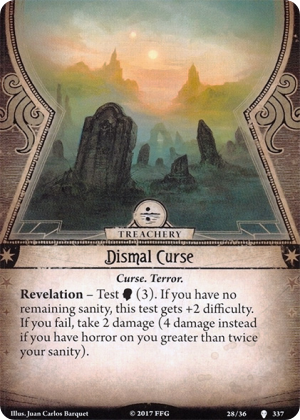 TREACHERY
Dismal Curse
Curse. Terror.
Revelation – Test (3). If you have no
remaining sanity, this test gets +2 difficulty.
If you fail, take 2 damage (4 damage instead
if you have horror on you greater than twice
your sanity).
Illus. Juan Carlos Barquet © 2017 FFG 28/36 337